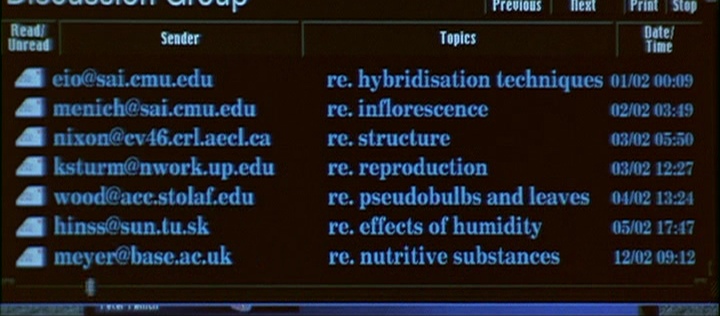 Discussion Group
Previous Next Print Stop
Read/ Unread Sender Topics Date/ Time
eio@sai.cmu.edu re. hybridisation techniques 01/02 00:09
menich@sai.cmu.edu re. inflorescence 02/02 03:49
nixon@cv46.crl.aecl.ca re. structure 03/02 05:50
ksturm@nwork.up.edu re. reproduction 03/02 12:27
wood@acc.stolaf.edu re. pseudobulbs and leaves 04/02 13:24
hinss@sun.tu.sk re. effects of humidity 05/02 17:47
meyer@base.ac.uk re. nutritive substances 12/02 09:12